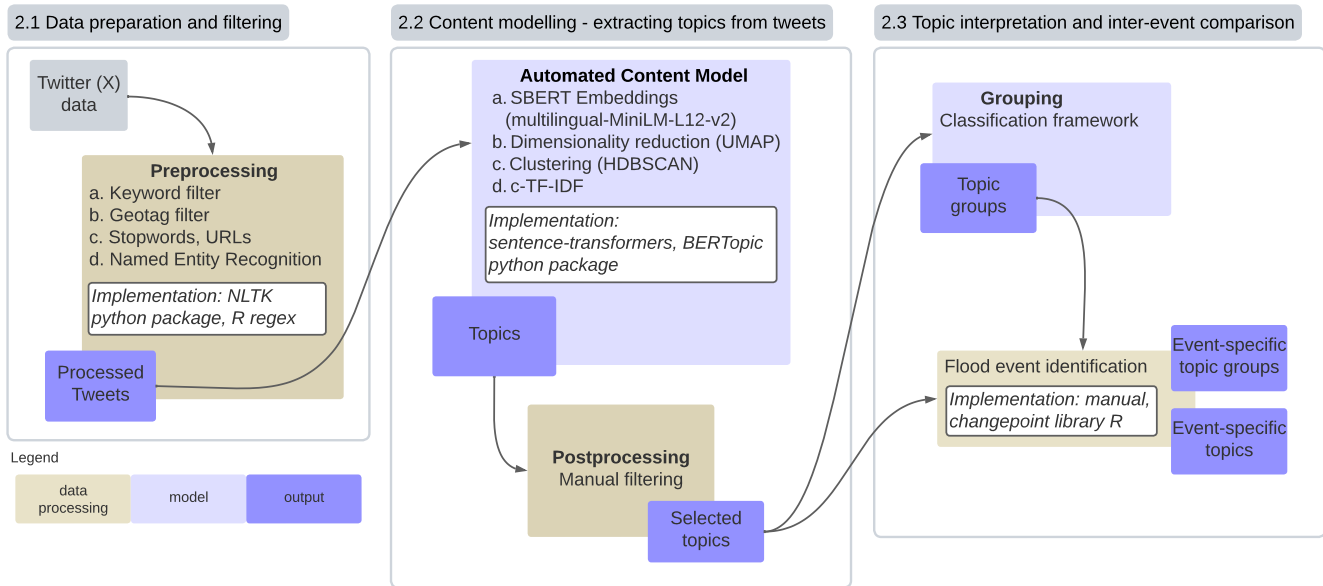 2.1 Data preparation and filtering
Twitter (X)
data
Preprocessing
a. Keyword filter
b. Geotag filter
c. Stopwords, URLs
d. Named Entity Recognition
Implementation: NLTK
python package, R regex
Processed
Tweets
Legend
data
processing
model
output
2.2 Content modelling - extracting topics from tweets
Automated Content Model
a. SBERT Embeddings
(multilingual-MiniLM-L12-v2)
b. Dimensionality reduction (UMAP)
c. Clustering (HDBSCAN)
d. c-TF-IDF
Implementation:
sentence-transformers, BERTopic
python package
Topics
Postprocessing
Manual filtering
Selected
topics
2.3 Topic interpretation and inter-event comparison
Grouping
Classification framework
Topic
groups
Flood event identification
Implementation: manual,
changepoint library R
Event-specific
topic groups
Event-specific
topics